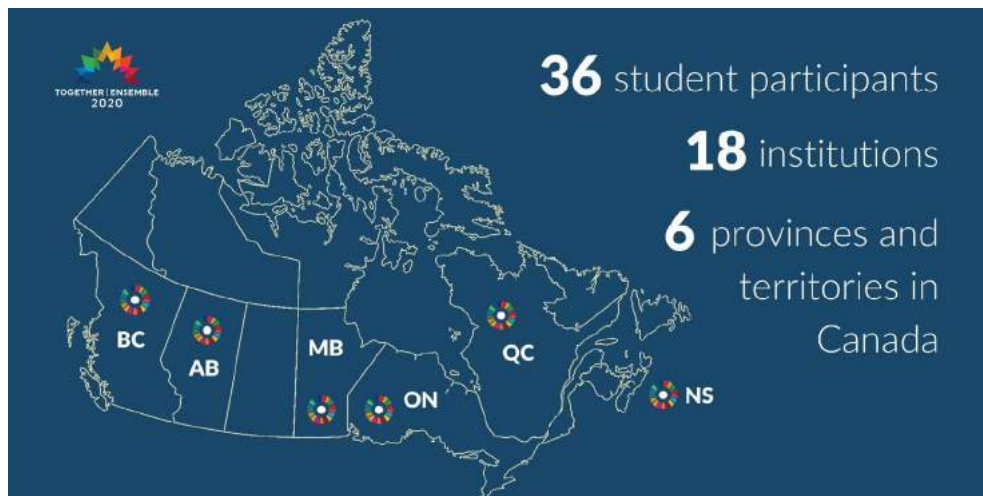 TOGETHER | ENSEMBLE
2020
36 student participants
18 institutions
6 provinces and
territories in
Canada
BC
AB
MB
ON
QC
NS